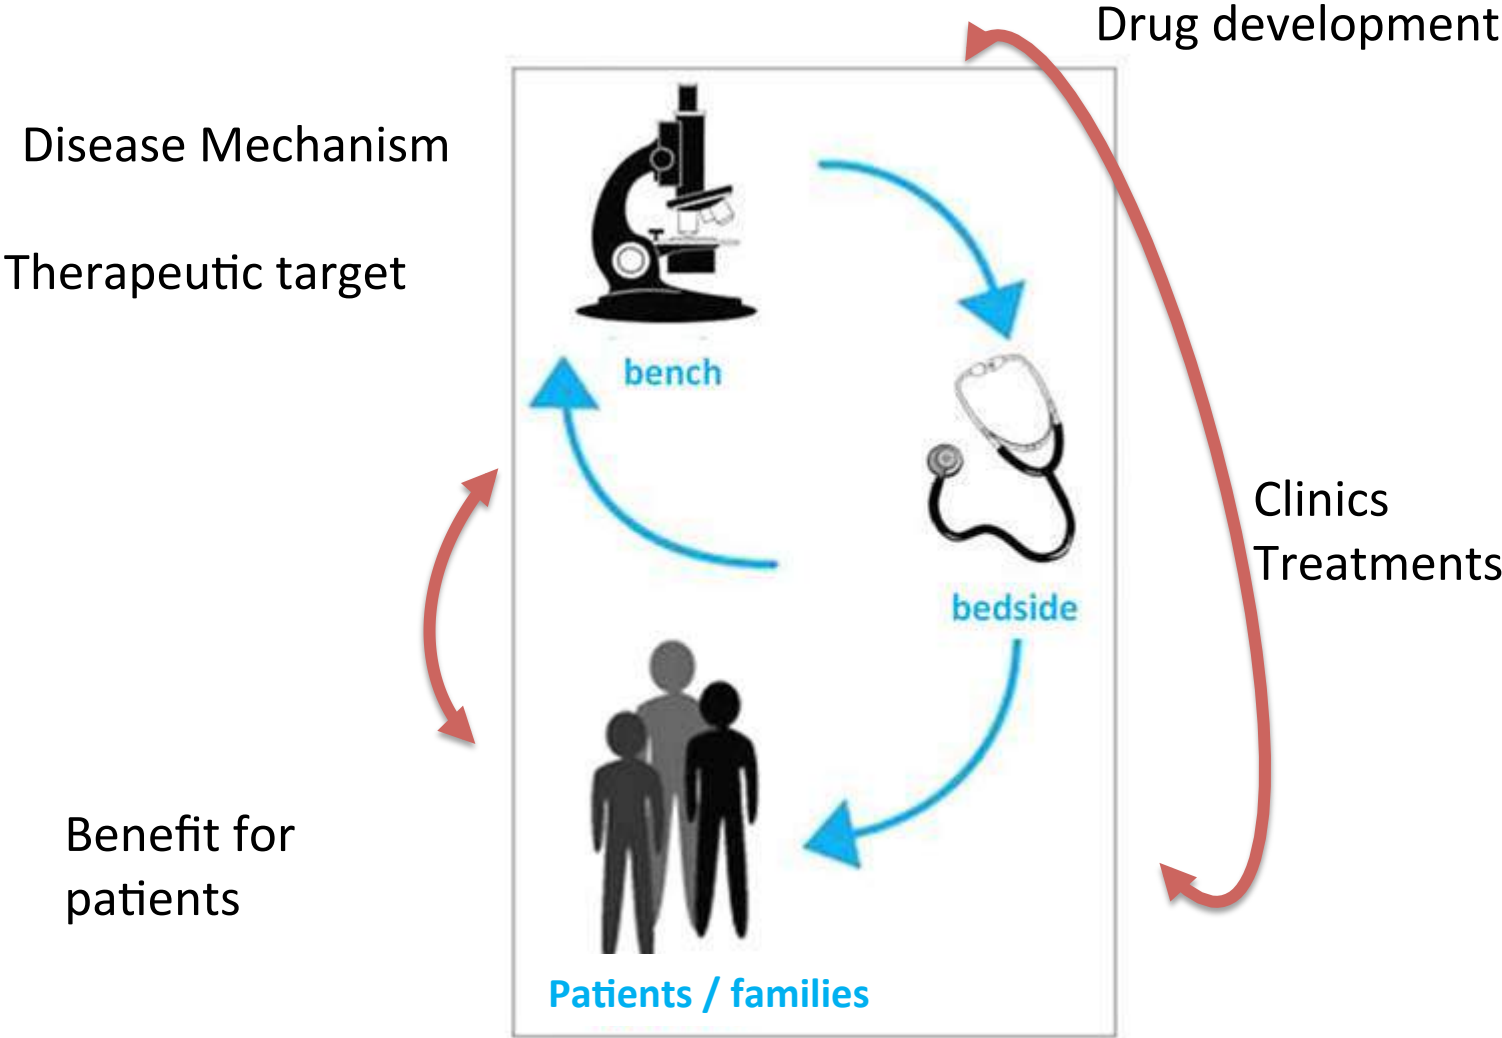 Drug development
Disease Mechanism
Therapeutic target
bench
Clinics
Treatments
bedside
Benefit for
patients
Patients / families